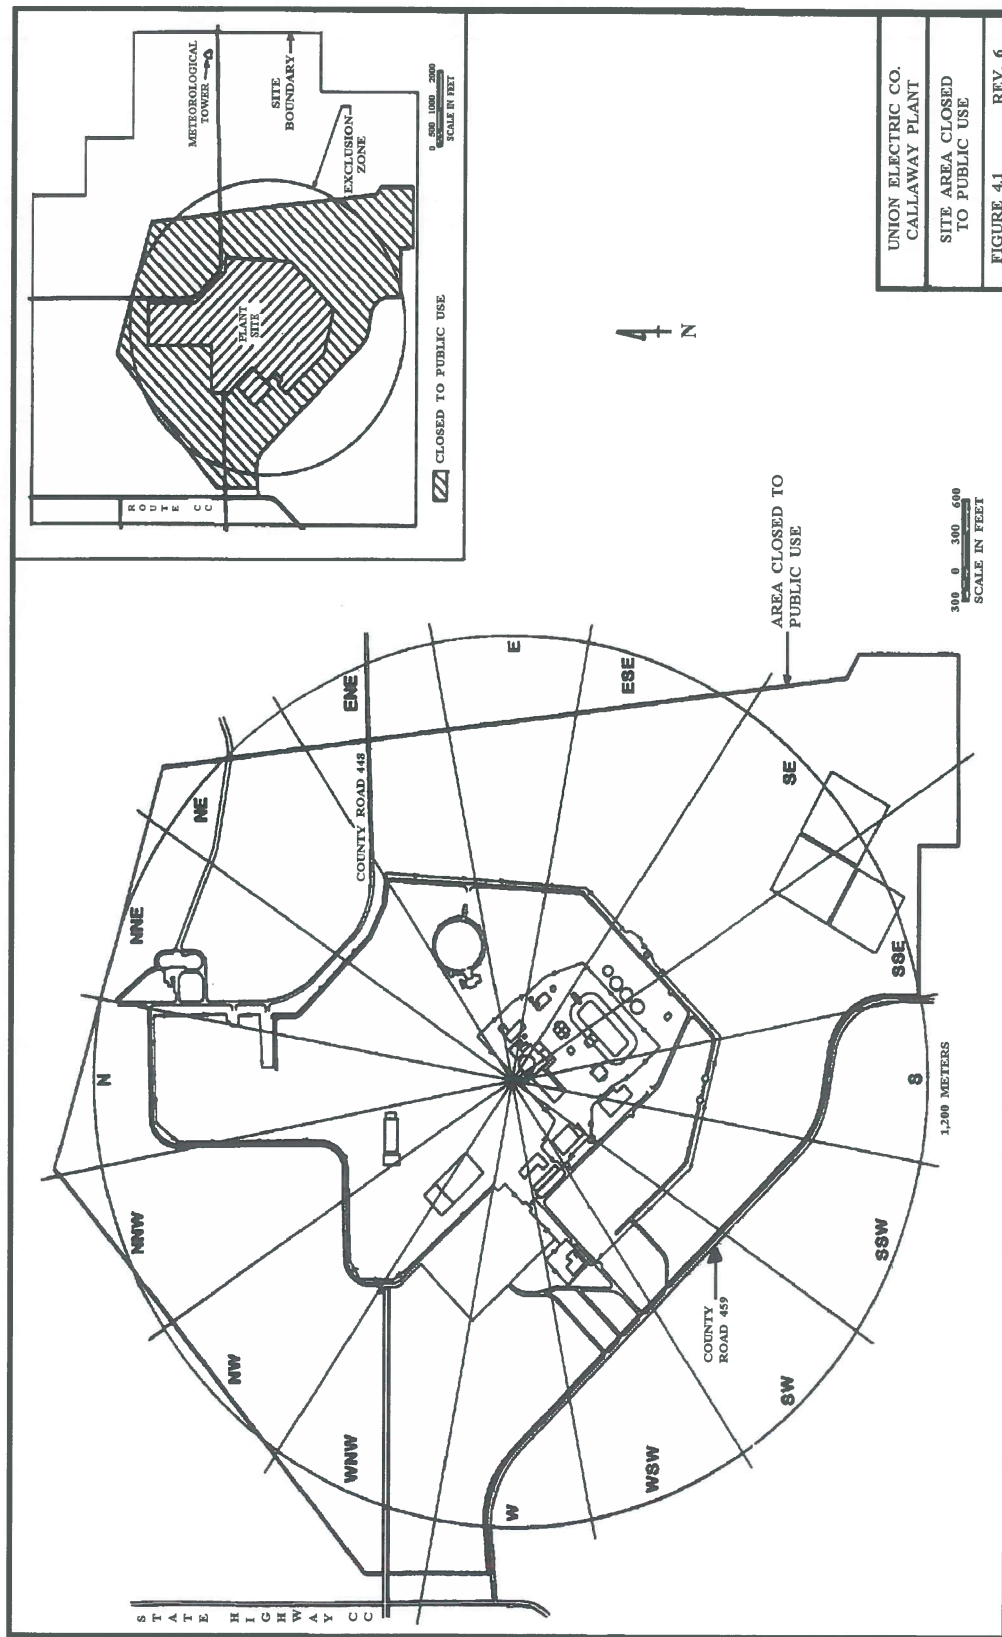 METEOROLOGICAL
TOWER
SITE
BOUNDARY
EXCLUSION
ZONE
PLANT
SITE
ROUTE CC
0 500 1000 2000
SCALE IN FEET
CLOSED TO PUBLIC USE
N
UNION ELECTRIC CO.
CALLAWAY PLANT
SITE AREA CLOSED
TO PUBLIC USE
FIGURE 4.1 REV. 6
STATE HIGHWAY CC
N
NNE
NE
ENE
E
ESE
SE
SSE
S
SSW
SW
WSW
W
WNW
NW
NNW
COUNTY ROAD 448
AREA CLOSED TO
PUBLIC USE
COUNTY
ROAD 459
1,200 METERS
300 0 300 600
SCALE IN FEET